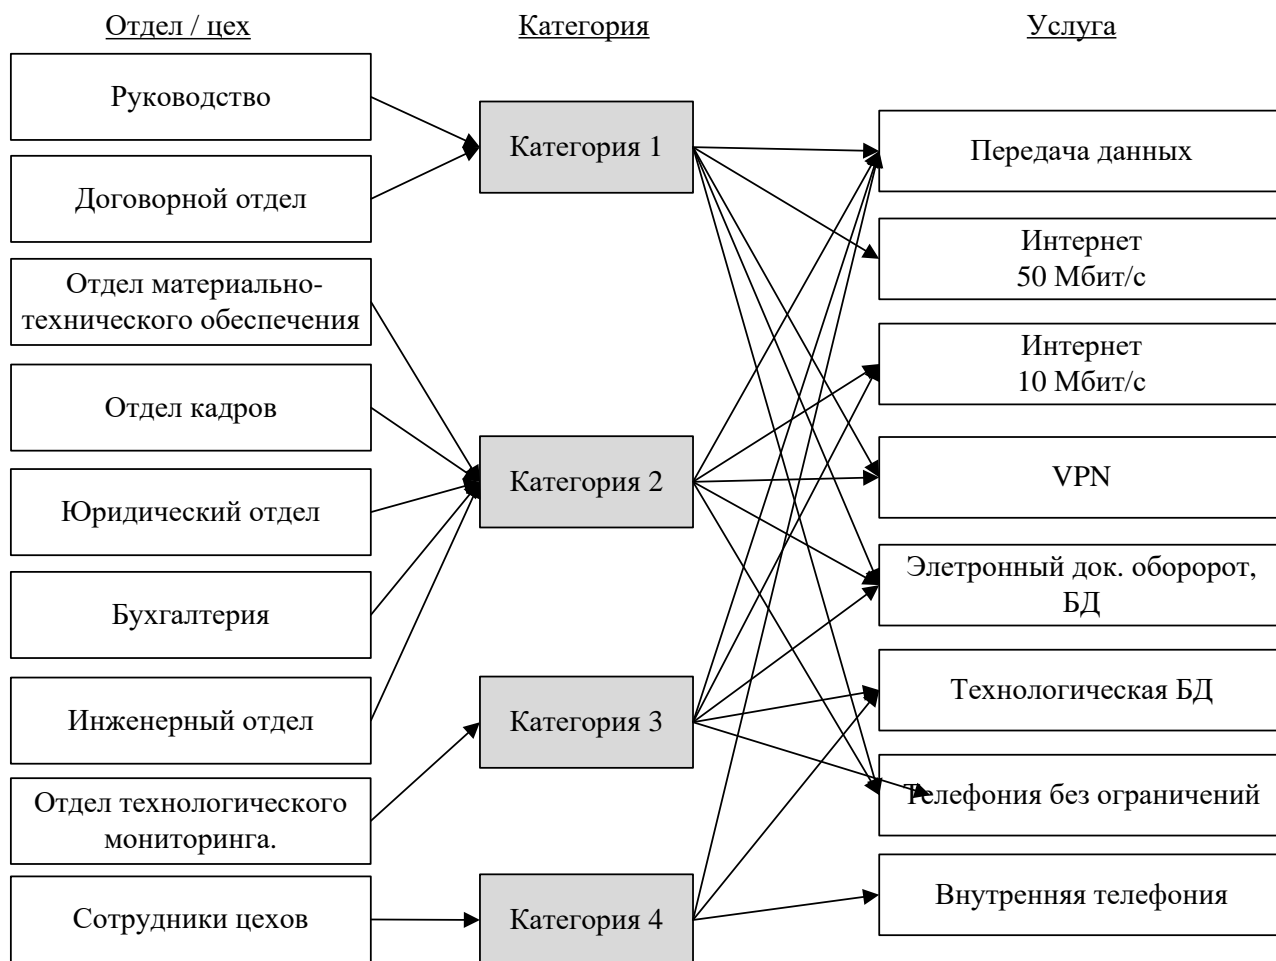 Отдел / цех
Категория
Услуга
Руководство
Договорной отдел
Отдел материально-
технического обеспечения
Отдел кадров
Юридический отдел
Бухгалтерия
Инженерный отдел
Отдел технологического
мониторинга.
Сотрудники цехов
Категория 1
Категория 2
Категория 3
Категория 4
Передача данных
Интернет
50 Мбит/с
Интернет
10 Мбит/с
VPN
Элетронный док. оборорот,
БД
Технологическая БД
Телефония без ограничений
Внутренняя телефония